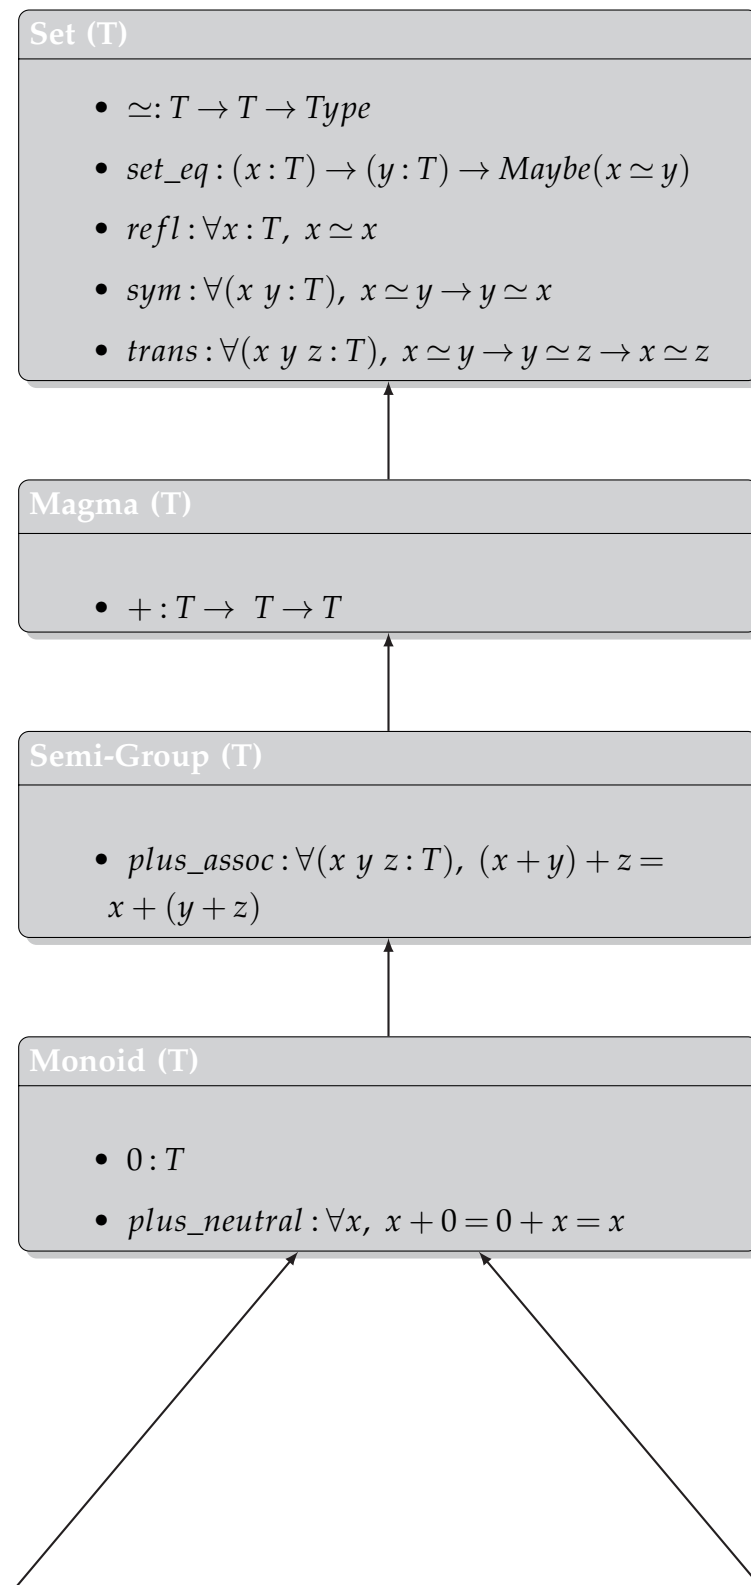 Set (T)
• ≃: T → T → Type
• set_eq : (x : T) → (y : T) → Maybe(x ≃ y)
• refl : ∀x : T, x ≃ x
• sym : ∀(x y : T), x ≃ y → y ≃ x
• trans : ∀(x y z : T), x ≃ y → y ≃ z → x ≃ z
Magma (T)
• + : T → T → T
Semi-Group (T)
• plus_assoc : ∀(x y z : T), (x + y) + z =
x + (y + z)
Monoid (T)
• 0 : T
• plus_neutral : ∀x, x + 0 = 0 + x = x